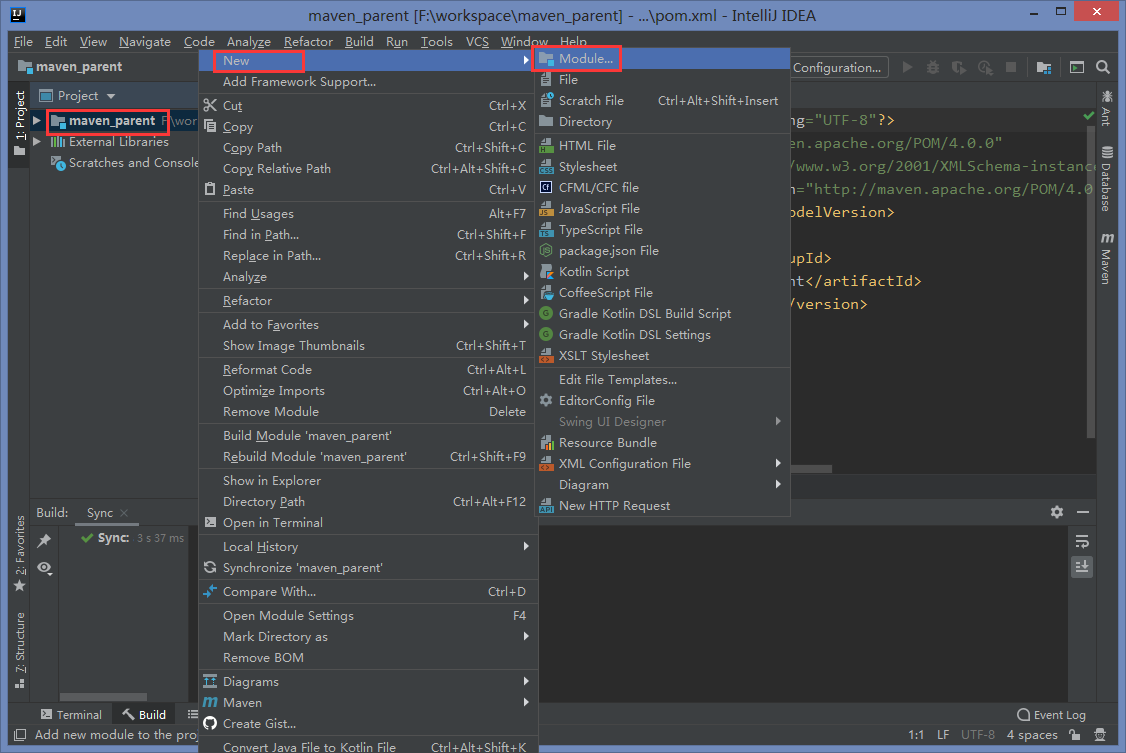 maven_parent [F:\workspace\maven_parent] - ...\pom.xml - IntelliJ IDEA
File Edit View Navigate Code Analyze Refactor Build Run Tools VCS Window Help
maven_parent
Configuration...
1: Project
Project
maven_parent F:\wor
External Libraries
Scratches and Console
New
Add Framework Support...
Cut Ctrl+X
Copy Ctrl+C
Copy Path Ctrl+Shift+C
Copy Relative Path Ctrl+Alt+Shift+C
Paste Ctrl+V
Find Usages Alt+F7
Find in Path... Ctrl+Shift+F
Replace in Path... Ctrl+Shift+R
Analyze
Refactor
Add to Favorites
Show Image Thumbnails Ctrl+Shift+T
Reformat Code Ctrl+Alt+L
Optimize Imports Ctrl+Alt+O
Remove Module Delete
Build Module 'maven_parent'
Rebuild Module 'maven_parent' Ctrl+Shift+F9
Show in Explorer
Directory Path Ctrl+Alt+F12
Open in Terminal
Local History
Synchronize 'maven_parent'
Compare With... Ctrl+D
Open Module Settings F4
Mark Directory as
Remove BOM
Diagrams
Maven
Create Gist...
Convert Java File to Kotlin File Ctrl+Alt+Shift+K
Module...
File
Scratch File Ctrl+Alt+Shift+Insert
Directory
HTML File
Stylesheet
CFML/CFC file
JavaScript File
TypeScript File
package.json File
Kotlin Script
CoffeeScript File
Gradle Kotlin DSL Build Script
Gradle Kotlin DSL Settings
XSLT Stylesheet
Edit File Templates...
EditorConfig File
Swing UI Designer
Resource Bundle
XML Configuration File
Diagram
New HTTP Request
ng="UTF-8"?>
en.apache.org/POM/4.0.0"
/www.w3.org/2001/XMLSchema-instanc
n="http://maven.apache.org/POM/4.0
odelVersion>
upId>
nt</artifactId>
/version>
Ant
Database
Maven
Build: Sync
Sync: 3 s 37 ms
2: Favorites
7: Structure
Terminal Build
Event Log
Add new module to the proj
1:1 LF UTF-8 4 spaces